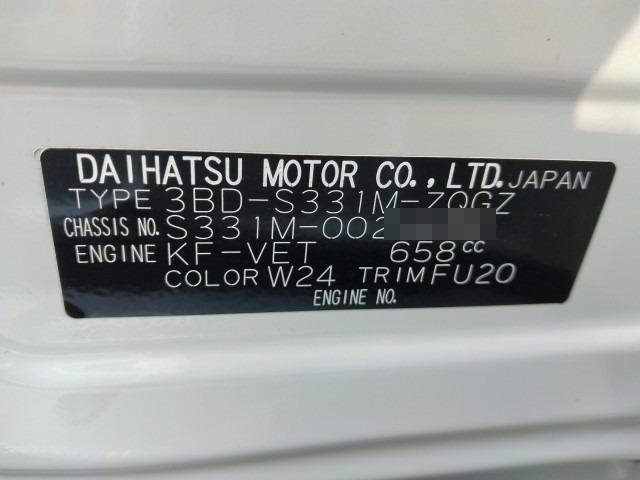 DAIHATSU MOTOR CO.,LTD. JAPAN
TYPE 3BD-S331M-ZQGZ
CHASSIS NO. S331M-002
ENGINE KF-VET 658cc
COLOR W24 TRIM FU20
ENGINE NO.